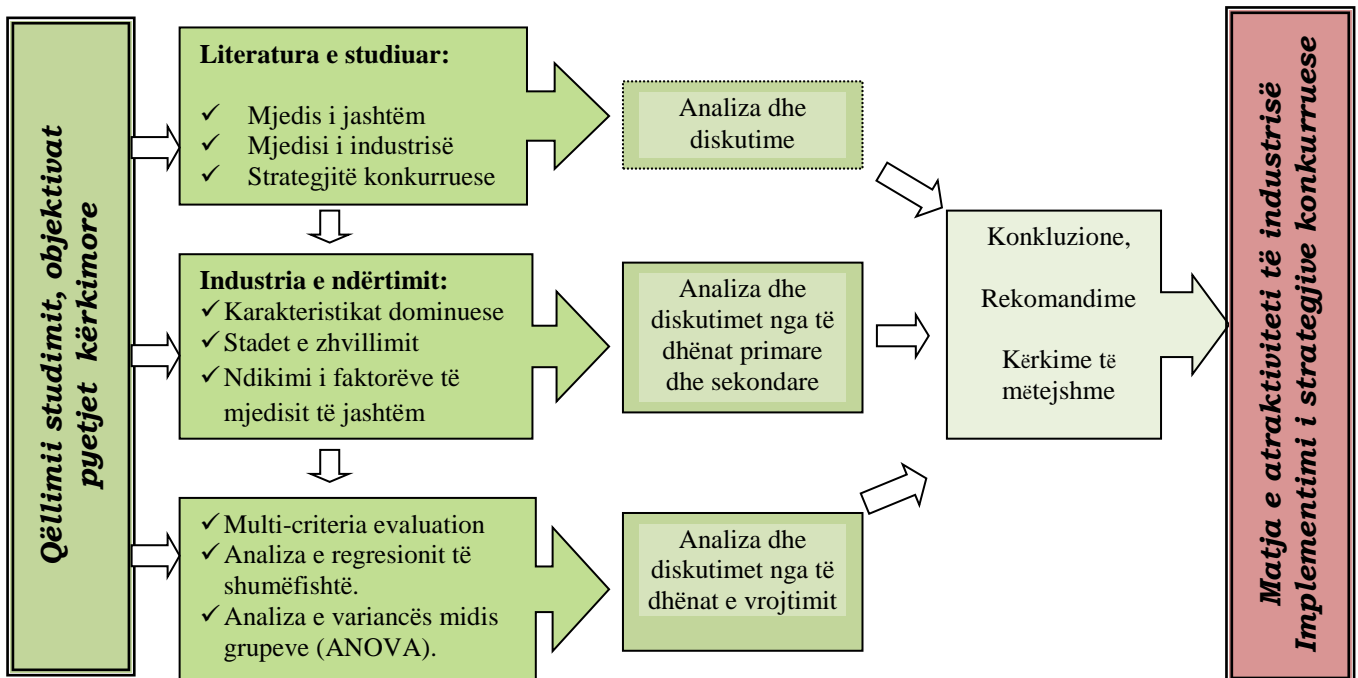 Qëllimii studimit, objektivat
pyetjet kërkimore
Literatura e studiuar:
✓ Mjedis i jashtëm
✓ Mjedisi i industrisë
✓ Strategjitë konkurruese
Analiza dhe
diskutime
Industria e ndërtimit:
✓ Karakteristikat dominuese
✓ Stadet e zhvillimit
✓ Ndikimi i faktorëve të
mjedisit të jashtëm
Analiza dhe
diskutimet nga të
dhënat primare
dhe sekondare
✓ Multi-criteria evaluation
✓ Analiza e regresionit të
shumëfishtë.
✓ Analiza e variancës midis
grupeve (ANOVA).
Analiza dhe
diskutimet nga të
dhënat e vrojtimit
Konkluzione,
Rekomandime
Kërkime të
mëtejshme
Matja e atraktiviteti të industrisë
Implementimi i strategjive konkurruese